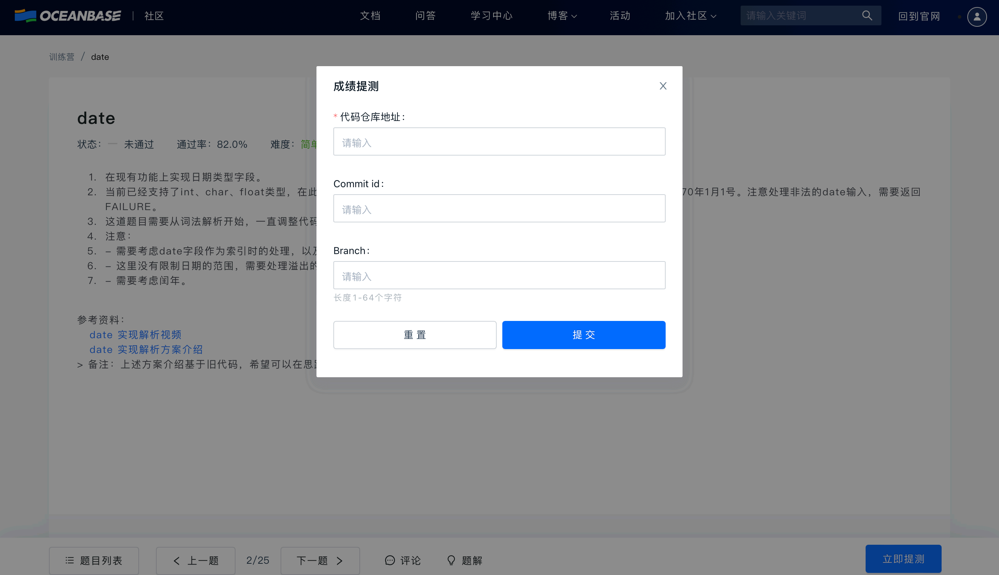 OCEANBASE | 社区 文档 问答 学习中心 博客 活动 加入社区 请输入关键词 回到官网
训练营 / date
date
状态： 未通过 通过率：82.0% 难度：简单
1. 在现有功能上实现日期类型字段。
2. 当前已经支持了int、char、float类型，在此
70年1月1号。注意处理非法的date输入，需要返回
FAILURE。
3. 这道题目需要从词法解析开始，一直调整代码
4. 注意：
5. – 需要考虑date字段作为索引时的处理，以及
6. – 这里没有限制日期的范围，需要处理溢出的
7. – 需要考虑闰年。
参考资料：
date 实现解析视频
date 实现解析方案介绍
> 备注：上述方案介绍基于旧代码，希望可以在思路
成绩提测
* 代码仓库地址：
请输入
Commit id：
请输入
Branch：
请输入
长度1-64个字符
重 置 提 交
题目列表 上一题 2/25 下一题 评论 题解 立即提测